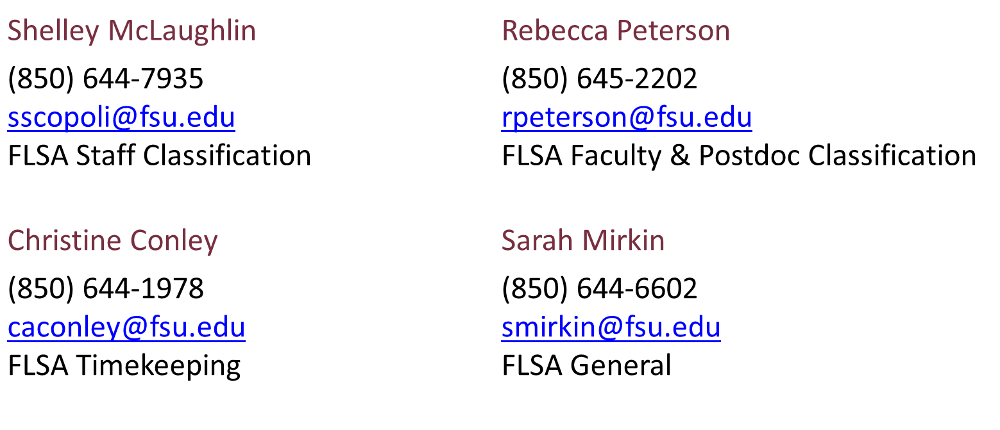 Shelley McLaughlin
(850) 644-7935
sscopoli@fsu.edu
FLSA Staff Classification
Rebecca Peterson
(850) 645-2202
rpeterson@fsu.edu
FLSA Faculty & Postdoc Classification
Christine Conley
(850) 644-1978
caconley@fsu.edu
FLSA Timekeeping
Sarah Mirkin
(850) 644-6602
smirkin@fsu.edu
FLSA General